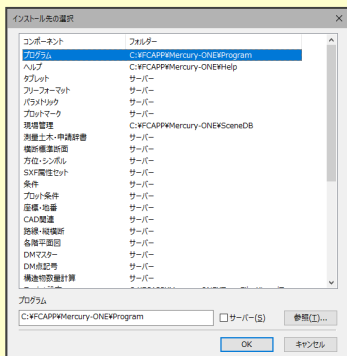 インストール先の選択
コンポーネント フォルダー
プログラム C:¥FCAPP¥Mercury-ONE¥Program
ヘルプ C:¥FCAPP¥Mercury-ONE¥Help
タブレット サーバー
フリーフォーマット サーバー
パラメトリック サーバー
プロットマーク サーバー
現場管理 C:¥FCAPP¥Mercury-ONE¥SceneDB
測量土木・申請辞書 サーバー
横断標準断面 サーバー
方位・シンボル サーバー
SXF属性セット サーバー
条件 サーバー
プロット条件 サーバー
座標・地番 サーバー
CAD関連 サーバー
路線・縦横断 サーバー
各階平面図 サーバー
DMマスター サーバー
DM点記号 サーバー
構造物数量計算 サーバー
プログラム
C:¥FCAPP¥Mercury-ONE¥Program
サーバー(S)
参照(T)...
OK
キャンセル